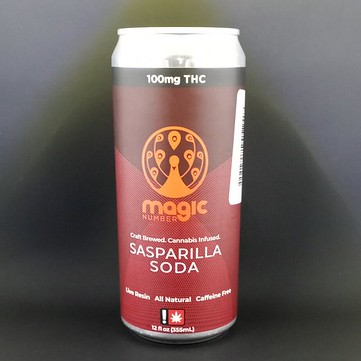 100mg THC
magic
NUMBER
Craft Brewed. Cannabis Infused.
SASPARILLA
SODA
Live Resin All Natural Caffeine Free
!
12 fl oz (355mL)